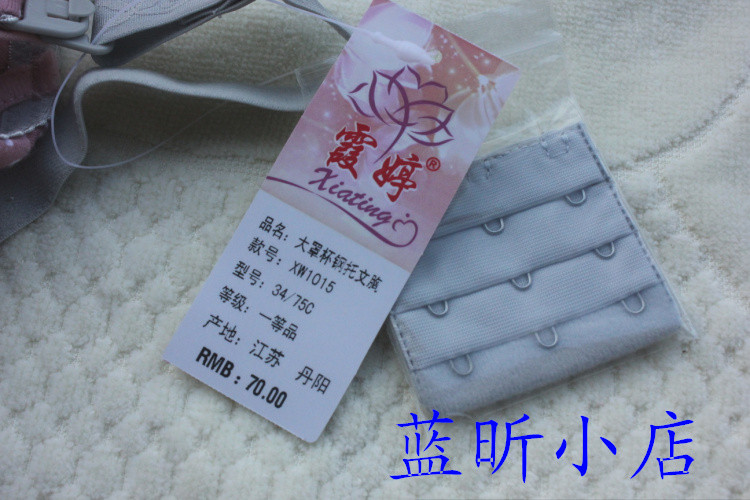 霞婷®
Xiating
品名：大罩杯钢托文胸
款号：XW1015
型号：34/75C
等级：一等品
产地：江苏 丹阳
RMB：70.00
蓝昕小店